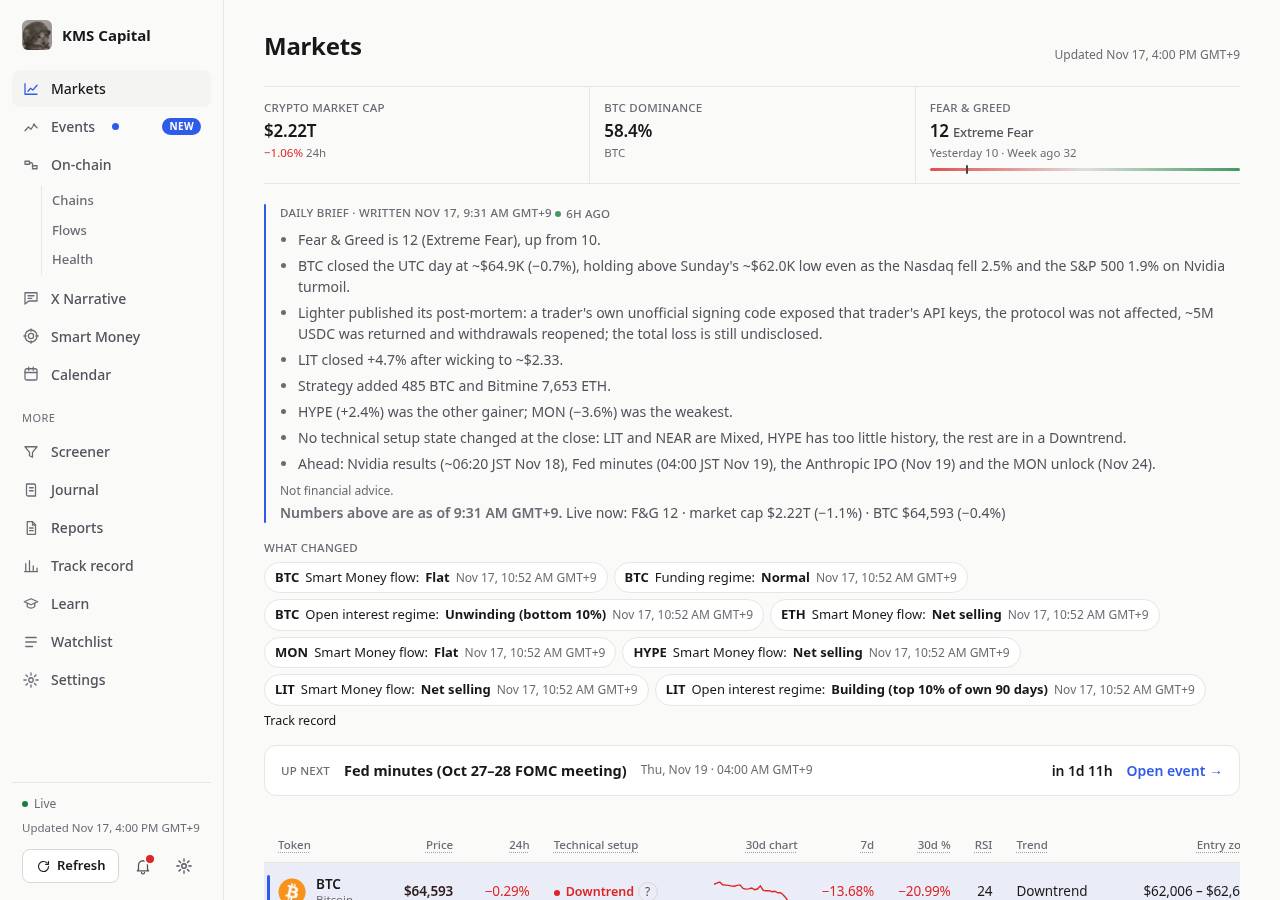 KMS Capital
Markets
Events
NEW
On-chain
Chains
Flows
Health
X Narrative
Smart Money
Calendar
MORE
Screener
Journal
Reports
Track record
Learn
Watchlist
Settings
Live
Updated Nov 17, 4:00 PM GMT+9
Refresh
Markets
Updated Nov 17, 4:00 PM GMT+9
CRYPTO MARKET CAP
$2.22T
−1.06% 24h
BTC DOMINANCE
58.4%
BTC
FEAR & GREED
12 Extreme Fear
Yesterday 10 · Week ago 32
DAILY BRIEF · WRITTEN NOV 17, 9:31 AM GMT+9 ● 6H AGO
• Fear & Greed is 12 (Extreme Fear), up from 10.
• BTC closed the UTC day at ~$64.9K (−0.7%), holding above Sunday's ~$62.0K low even as the Nasdaq fell 2.5% and the S&P 500 1.9% on Nvidia
turmoil.
• Lighter published its post-mortem: a trader's own unofficial signing code exposed that trader's API keys, the protocol was not affected, ~5M
USDC was returned and withdrawals reopened; the total loss is still undisclosed.
• LIT closed +4.7% after wicking to ~$2.33.
• Strategy added 485 BTC and Bitmine 7,653 ETH.
• HYPE (+2.4%) was the other gainer; MON (−3.6%) was the weakest.
• No technical setup state changed at the close: LIT and NEAR are Mixed, HYPE has too little history, the rest are in a Downtrend.
• Ahead: Nvidia results (~06:20 JST Nov 18), Fed minutes (04:00 JST Nov 19), the Anthropic IPO (Nov 19) and the MON unlock (Nov 24).
Not financial advice.
Numbers above are as of 9:31 AM GMT+9. Live now: F&G 12 · market cap $2.22T (−1.1%) · BTC $64,593 (−0.4%)
WHAT CHANGED
BTC Smart Money flow: Flat Nov 17, 10:52 AM GMT+9
BTC Funding regime: Normal Nov 17, 10:52 AM GMT+9
BTC Open interest regime: Unwinding (bottom 10%) Nov 17, 10:52 AM GMT+9
ETH Smart Money flow: Net selling Nov 17, 10:52 AM GMT+9
MON Smart Money flow: Flat Nov 17, 10:52 AM GMT+9
HYPE Smart Money flow: Net selling Nov 17, 10:52 AM GMT+9
LIT Smart Money flow: Net selling Nov 17, 10:52 AM GMT+9
LIT Open interest regime: Building (top 10% of own 90 days) Nov 17, 10:52 AM GMT+9
Track record
UP NEXT Fed minutes (Oct 27–28 FOMC meeting) Thu, Nov 19 · 04:00 AM GMT+9 in 1d 11h Open event →
Token Price 24h Technical setup 30d chart 7d 30d % RSI Trend Entry zo
BTC $64,593 −0.29% ● Downtrend ? −13.68% −20.99% 24 Downtrend $62,006 – $62,6
Bitcoin